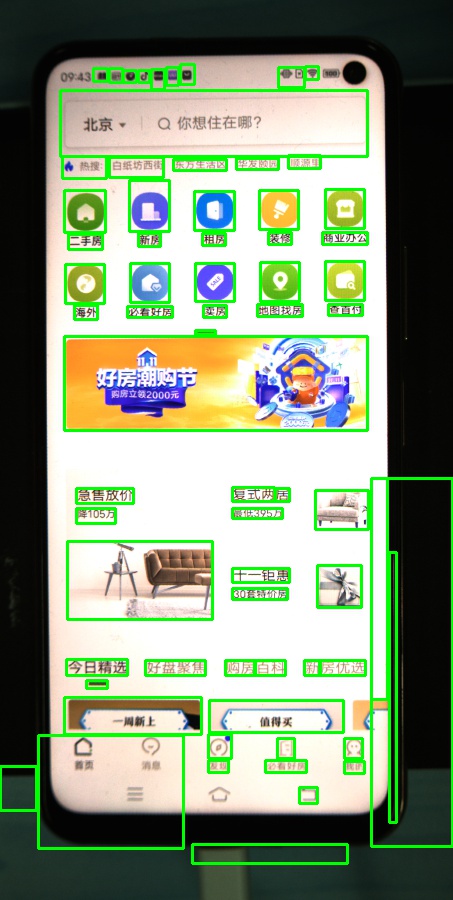 09:43
北京 你想住在哪?
热搜: 白纸坊西街 东方生活区 华发颐园
二手房 新房 租房 装修 商业办公
海外 必看好房 卖房 地图找房 查首付
好房潮购节
购房立领2000元
急售放价 复式两居
降105万 最低395万
十一钜惠
30套特价房
今日精选 好盘聚焦 购房百科 新房优选
一周新上 值得买
首页 消息 发现 必看好房 我的